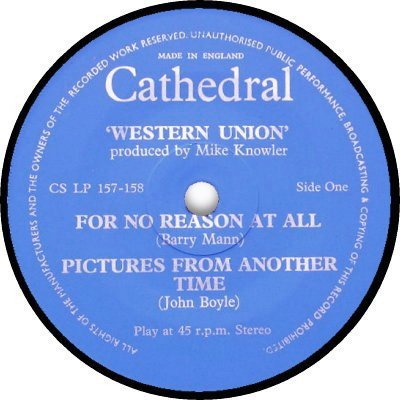 ALL RIGHTS OF THE MANUFACTURERS AND THE OWNERS OF THE RECORDED WORK RESERVED. UNAUTHORISED PUBLIC PERFORMANCE, BROADCASTING & COPYING OF THIS RECORD PROHIBITED.
MADE IN ENGLAND
Cathedral
'WESTERN UNION'
produced by Mike Knowler
CS LP 157-158 Side One
FOR NO REASON AT ALL
(Barry Mann)
PICTURES FROM ANOTHER
TIME
(John Boyle)
Play at 45 r.p.m. Stereo